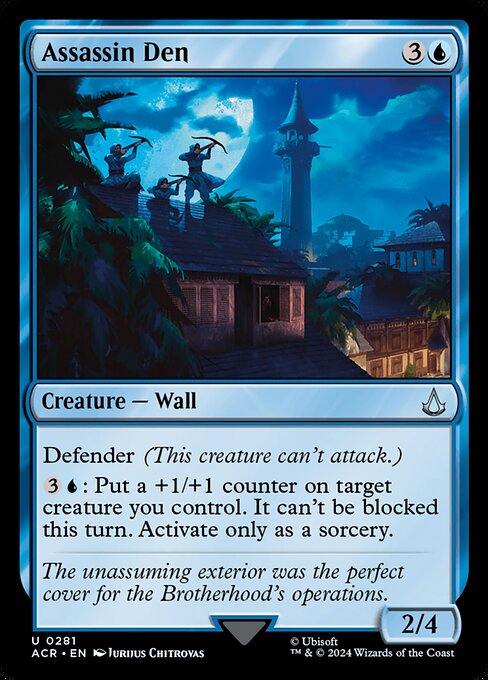 Assassin Den 3
Creature — Wall
Defender (This creature can't attack.)
3 : Put a +1/+1 counter on target
creature you control. It can't be blocked
this turn. Activate only as a sorcery.
The unassuming exterior was the perfect
cover for the Brotherhood's operations.
2/4
U 0281
ACR • EN Iurius Chitrovas
© Ubisoft
™ & © 2024 Wizards of the Coast